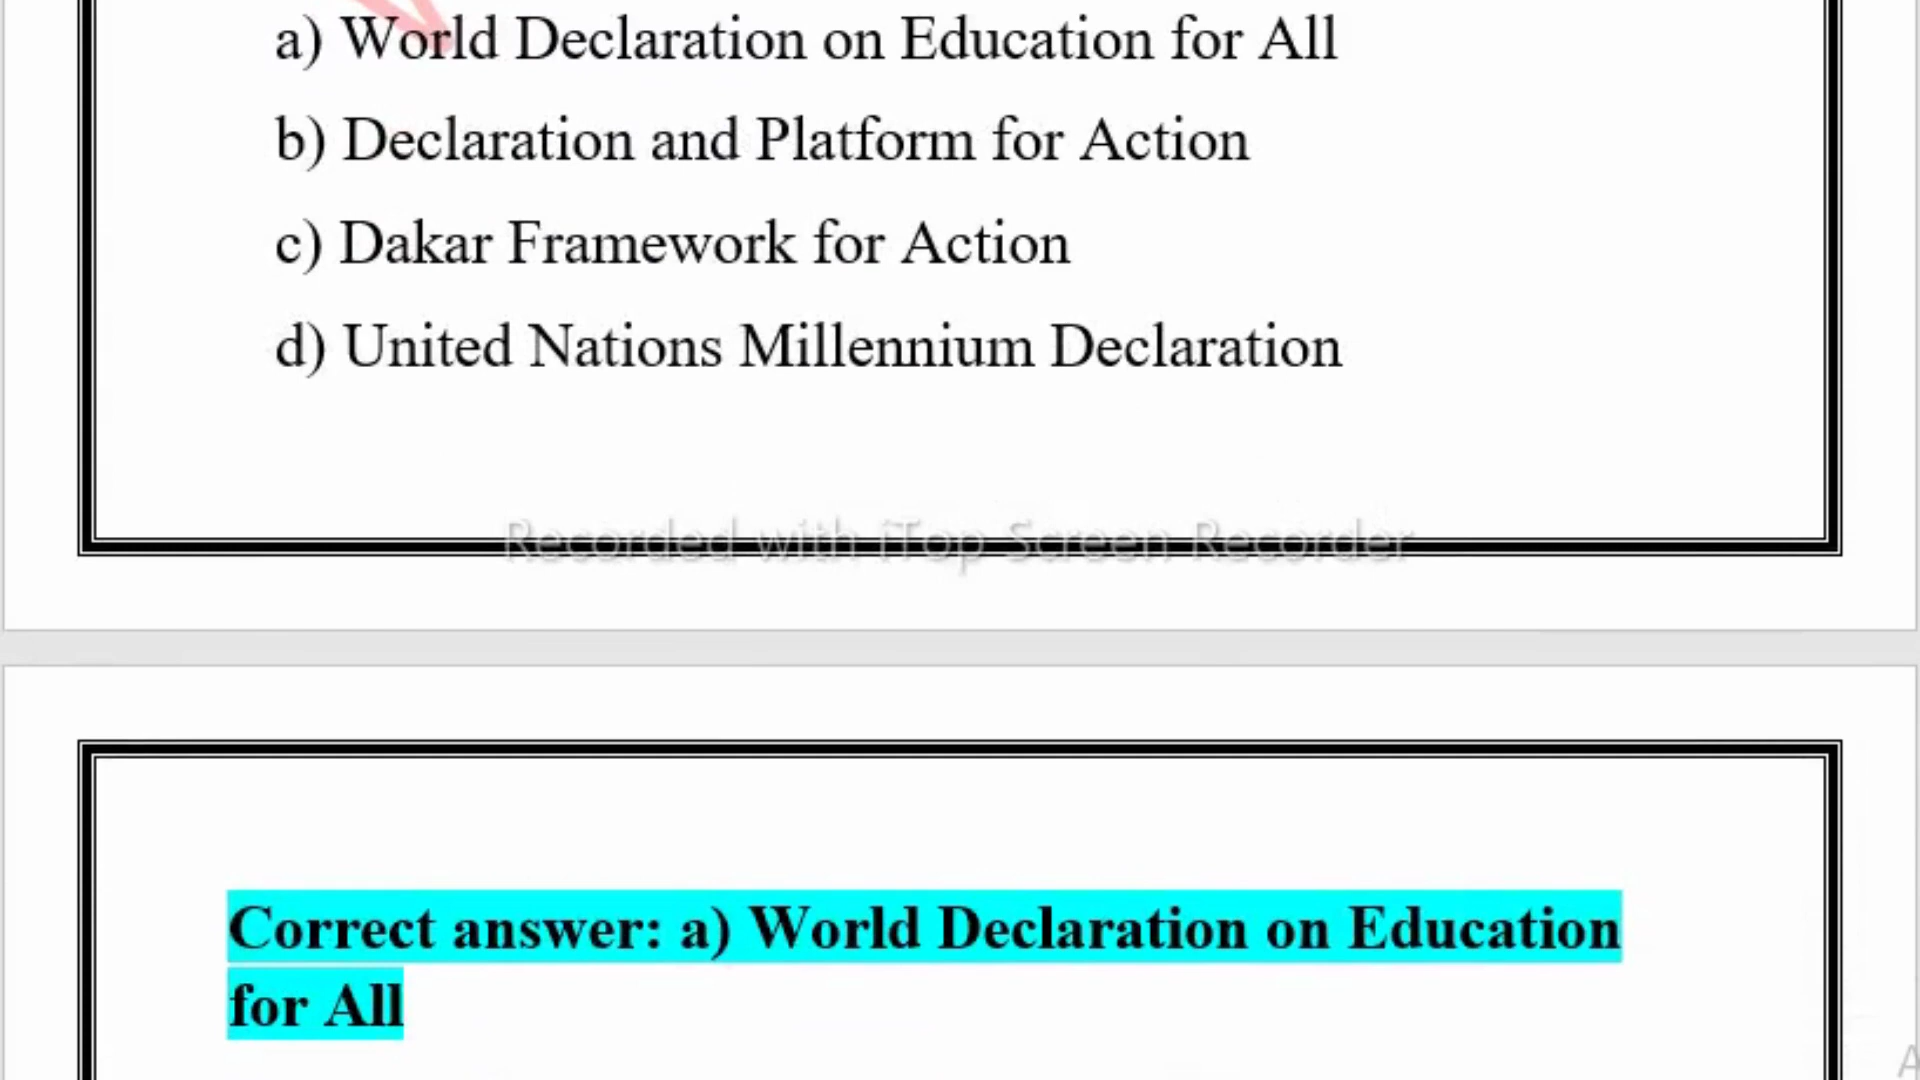 a) World Declaration on Education for All
b) Declaration and Platform for Action
c) Dakar Framework for Action
d) United Nations Millennium Declaration
Recorded with iTop Screen Recorder
Correct answer: a) World Declaration on Education
for All